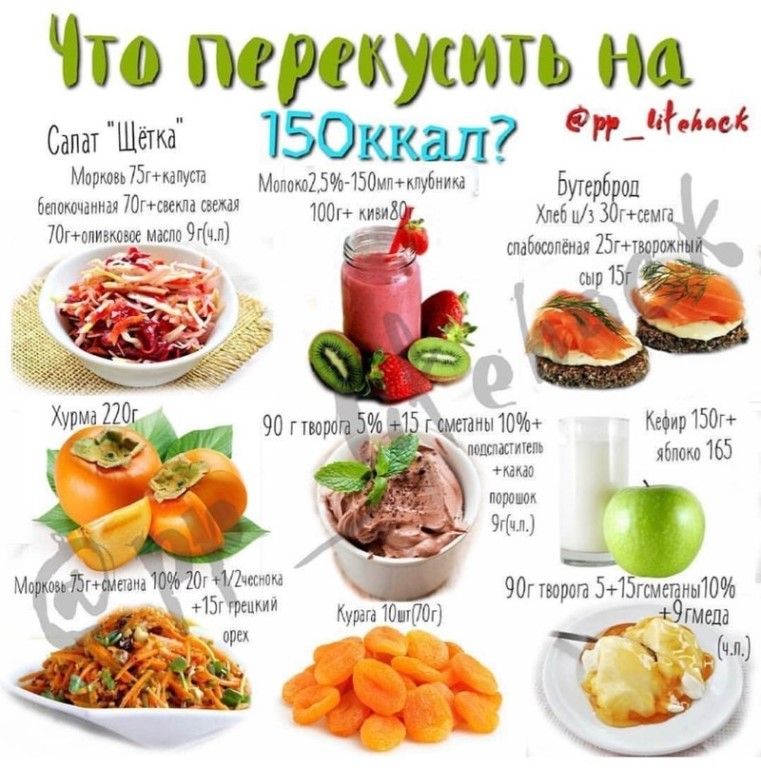 Что перекусить на
150ккал?
@pp_lifehack
Салат "Щётка"
Морковь 75г+капуста
белокочанная 70г+свекла свежая
70г+оливковое масло 9г(ч.л)
Молоко2,5%-150мл+клубника
100г+ киви80г
Бутерброд
Хлеб ц/з 30г+семга
слабосолёная 25г+творожный
сыр 15г
Хурма 220г
90 г творога 5% +15 г сметаны 10%+
подсластитель
+какао
порошок
9г(ч.л.)
Кефир 150г+
яблоко 165
Морковь 75г+сметана 10% 20г +1/2чеснока
+15г грецкий
орех
Курага 10шт(70г)
90г творога 5+15гсметаны10%
+9гмеда
(ч.л.)
@pp_lifehack